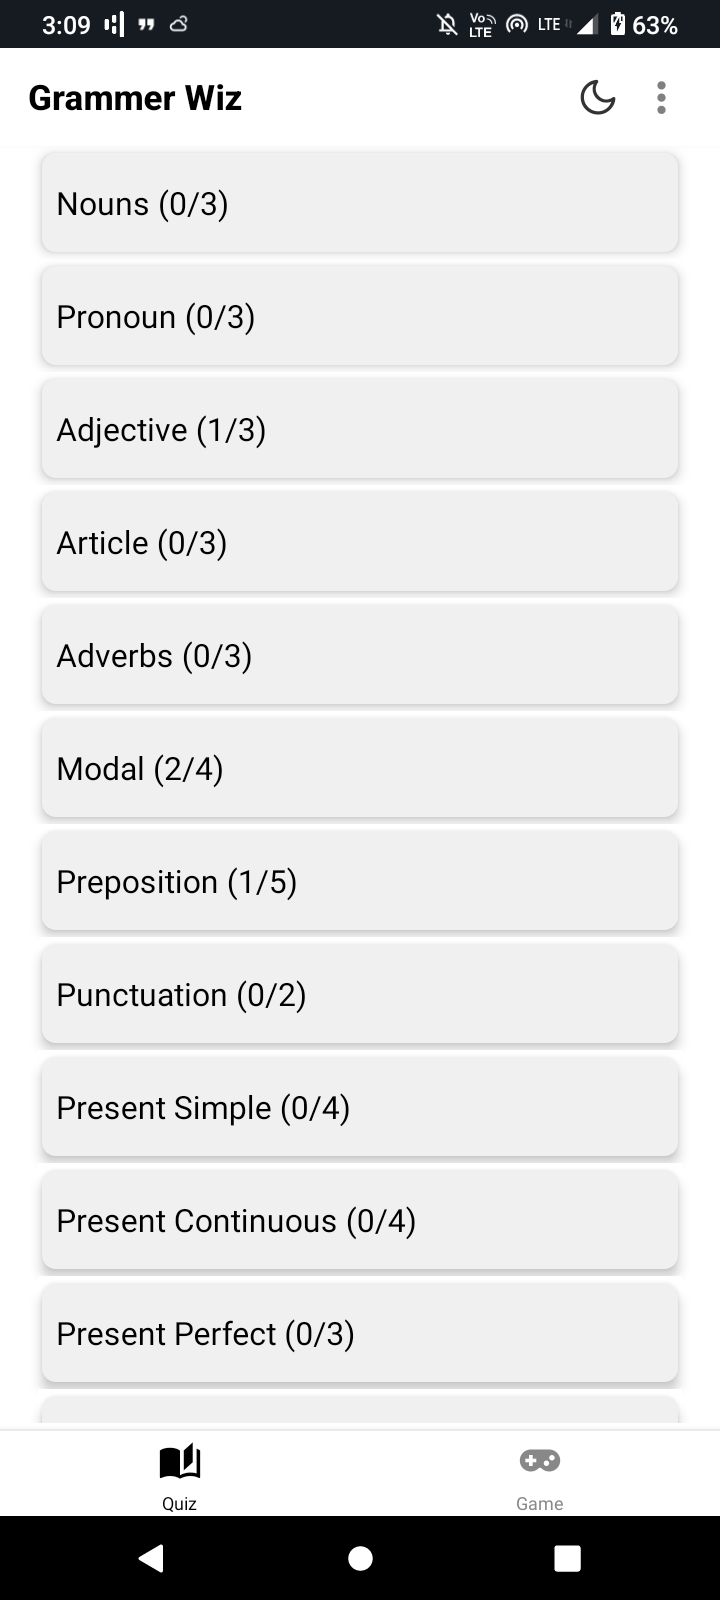 3:09
Vo LTE
LTE
63%
Grammer Wiz
Nouns (0/3)
Pronoun (0/3)
Adjective (1/3)
Article (0/3)
Adverbs (0/3)
Modal (2/4)
Preposition (1/5)
Punctuation (0/2)
Present Simple (0/4)
Present Continuous (0/4)
Present Perfect (0/3)
Quiz
Game